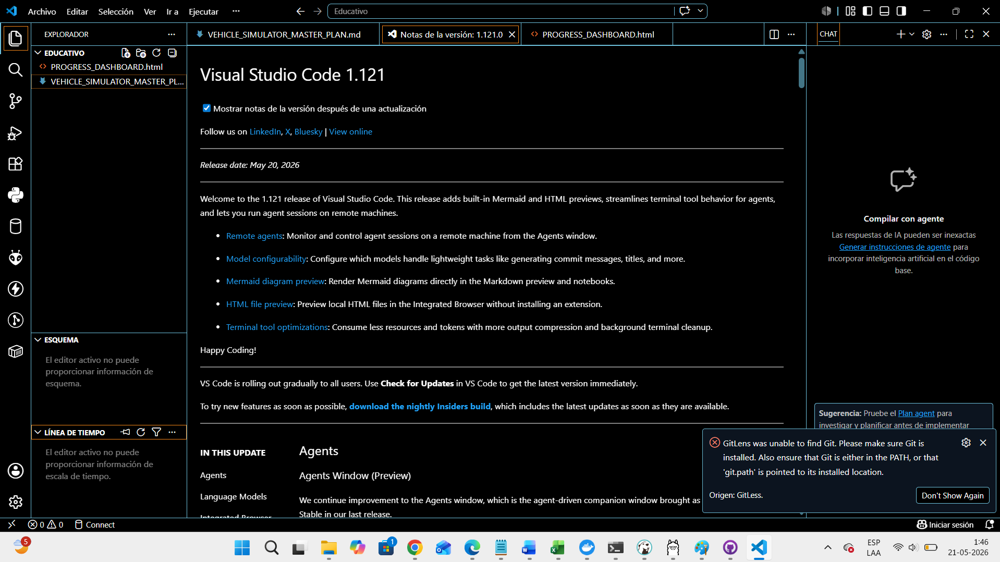 Archivo Editar Selección Ver Ir a Ejecutar ··· Educativo
EXPLORADOR
EDUCATIVO
PROGRESS_DASHBOARD.html
VEHICLE_SIMULATOR_MASTER_PL...
ESQUEMA
El editor activo no puede
proporcionar información de
esquema.
LÍNEA DE TIEMPO
El editor activo no puede
proporcionar información de
escala de tiempo.
VEHICLE_SIMULATOR_MASTER_PLAN.md
Notas de la versión: 1.121.0
PROGRESS_DASHBOARD.html
Visual Studio Code 1.121
Mostrar notas de la versión después de una actualización
Follow us on LinkedIn, X, Bluesky | View online
Release date: May 20, 2026
Welcome to the 1.121 release of Visual Studio Code. This release adds built-in Mermaid and HTML previews, streamlines terminal tool behavior for agents,
and lets you run agent sessions on remote machines.
• Remote agents: Monitor and control agent sessions on a remote machine from the Agents window.
• Model configurability: Configure which models handle lightweight tasks like generating commit messages, titles, and more.
• Mermaid diagram preview: Render Mermaid diagrams directly in the Markdown preview and notebooks.
• HTML file preview: Preview local HTML files in the Integrated Browser without installing an extension.
• Terminal tool optimizations: Consume less resources and tokens with more output compression and background terminal cleanup.
Happy Coding!
VS Code is rolling out gradually to all users. Use Check for Updates in VS Code to get the latest version immediately.
To try new features as soon as possible, download the nightly Insiders build, which includes the latest updates as soon as they are available.
IN THIS UPDATE
Agents
Language Models
Integrated Browser
Agents
Agents Window (Preview)
We continue improvement to the Agents window, which is the agent-driven companion window brought as
Stable in our last release.
CHAT
Compilar con agente
Las respuestas de IA pueden ser inexactas
Generar instrucciones de agente para
incorporar inteligencia artificial en el código
base.
Sugerencia: Pruebe el Plan agent para
investigar y planificar antes de implementar
GitLens was unable to find Git. Please make sure Git is
installed. Also ensure that Git is either in the PATH, or that
'git.path' is pointed to its installed location.
Origen: GitLess.
Don't Show Again
0 0 Connect
Iniciar sesión
5
1
ESP
LAA
1:46
21-05-2026